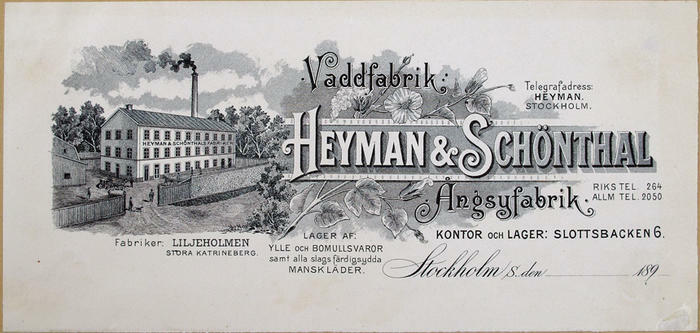 Vaddfabrik.
Telegrafadress:
HEYMAN.
STOCKHOLM.
HEYMAN & SCHÖNTHALS FABRIKER
HEYMAN & SCHÖNTHAL
Ångsyfabrik.
RIKS TEL. 264
ALLM TEL. 2050
Fabriker: LILJEHOLMEN
STORA KATRINEBERG.
LAGER AF:
YLLE OCH BOMULLSVAROR
samt alla slags färdigsydda
MANSKLÄDER.
KONTOR OCH LAGER: SLOTTSBACKEN 6.
Stockholm, S. den 189